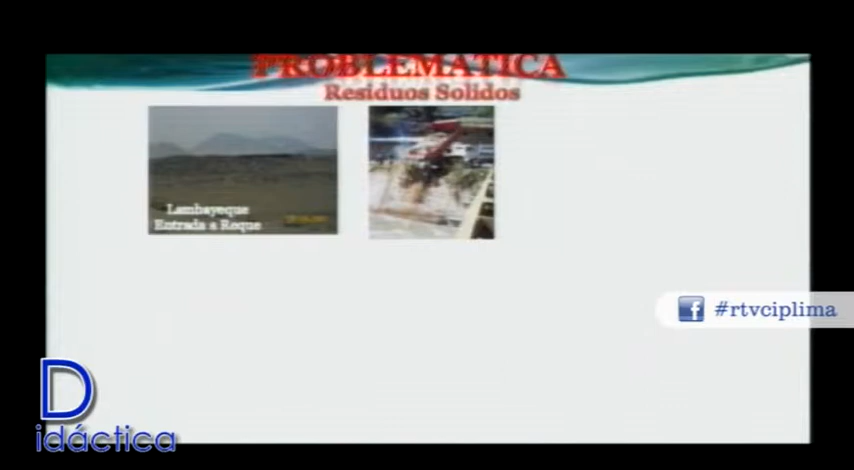 PROBLEMATICA
Residuos Solidos
Lambayeque
Entrada a Reque
#rtvciplima
Didáctica